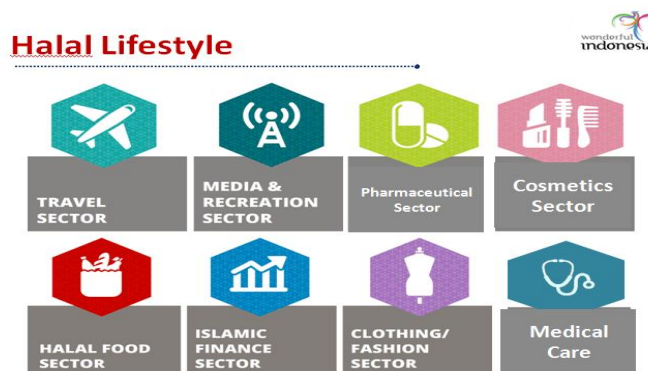 Halal Lifestyle
wonderful
indonesia
TRAVEL
SECTOR
MEDIA &
RECREATION
SECTOR
Pharmaceutical
Sector
Cosmetics
Sector
HALAL FOOD
SECTOR
ISLAMIC
FINANCE
SECTOR
CLOTHING/
FASHION
SECTOR
Medical
Care